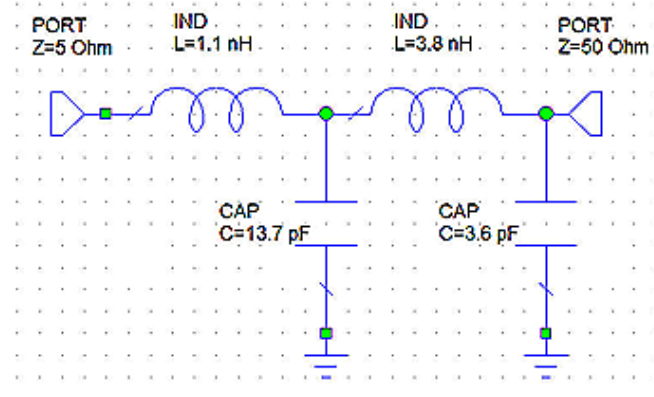 PORT
Z=5 Ohm
IND
L=1.1 nH
IND
L=3.8 nH
PORT
Z=50 Ohm
CAP
C=13.7 pF
CAP
C=3.6 pF